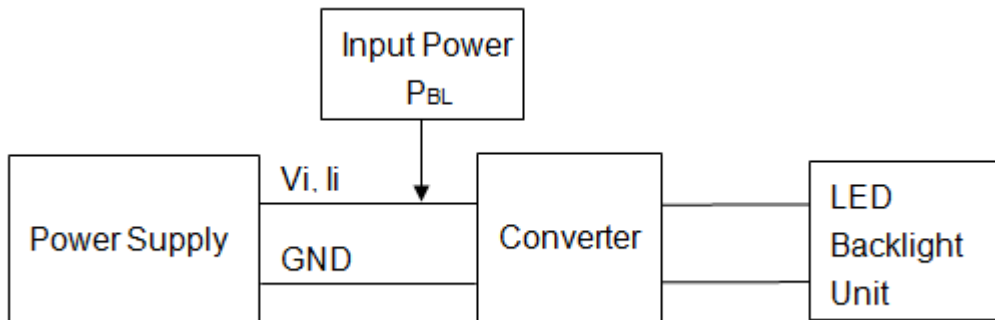 Input Power
PBL
Vi, Ii
Power Supply
GND
Converter
LED
Backlight
Unit